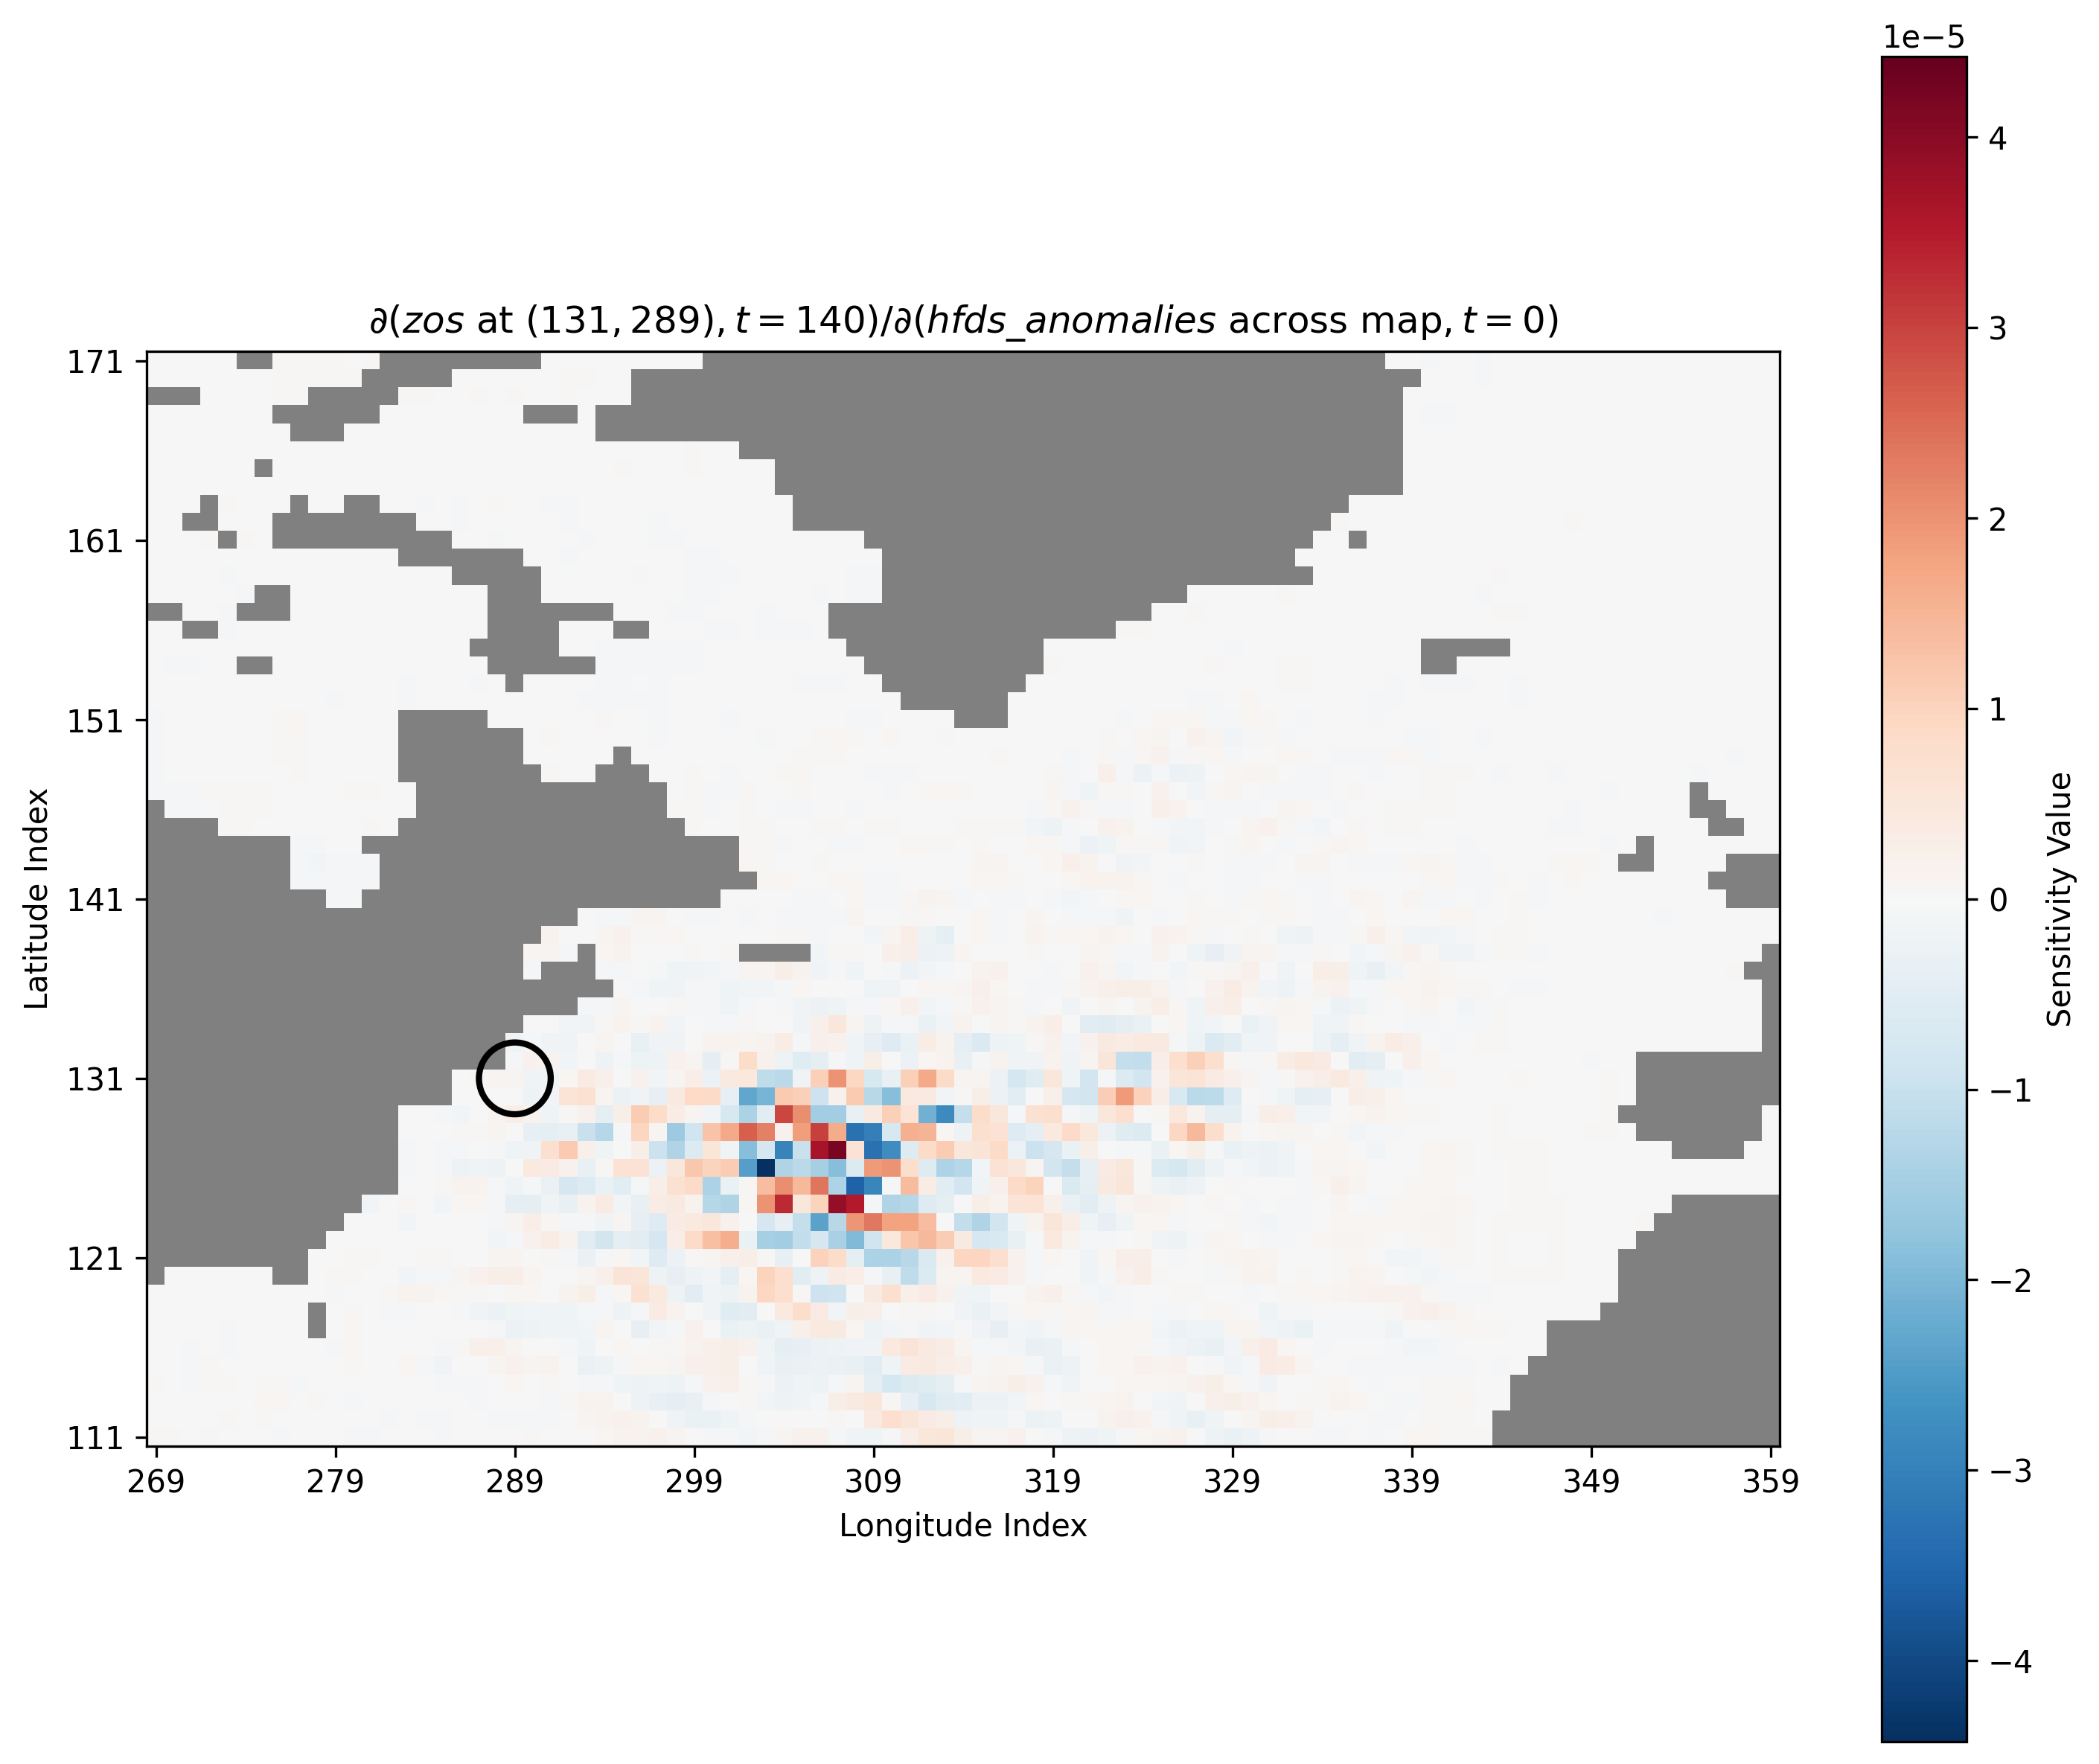 1e−5
∂(zos at (131, 289), t = 140)/∂(hfds_anomalies across map, t = 0)
171
161
151
141
131
121
111
Latitude Index
269 279 289 299 309 319 329 339 349 359
Longitude Index
4
3
2
1
0
−1
−2
−3
−4
Sensitivity Value